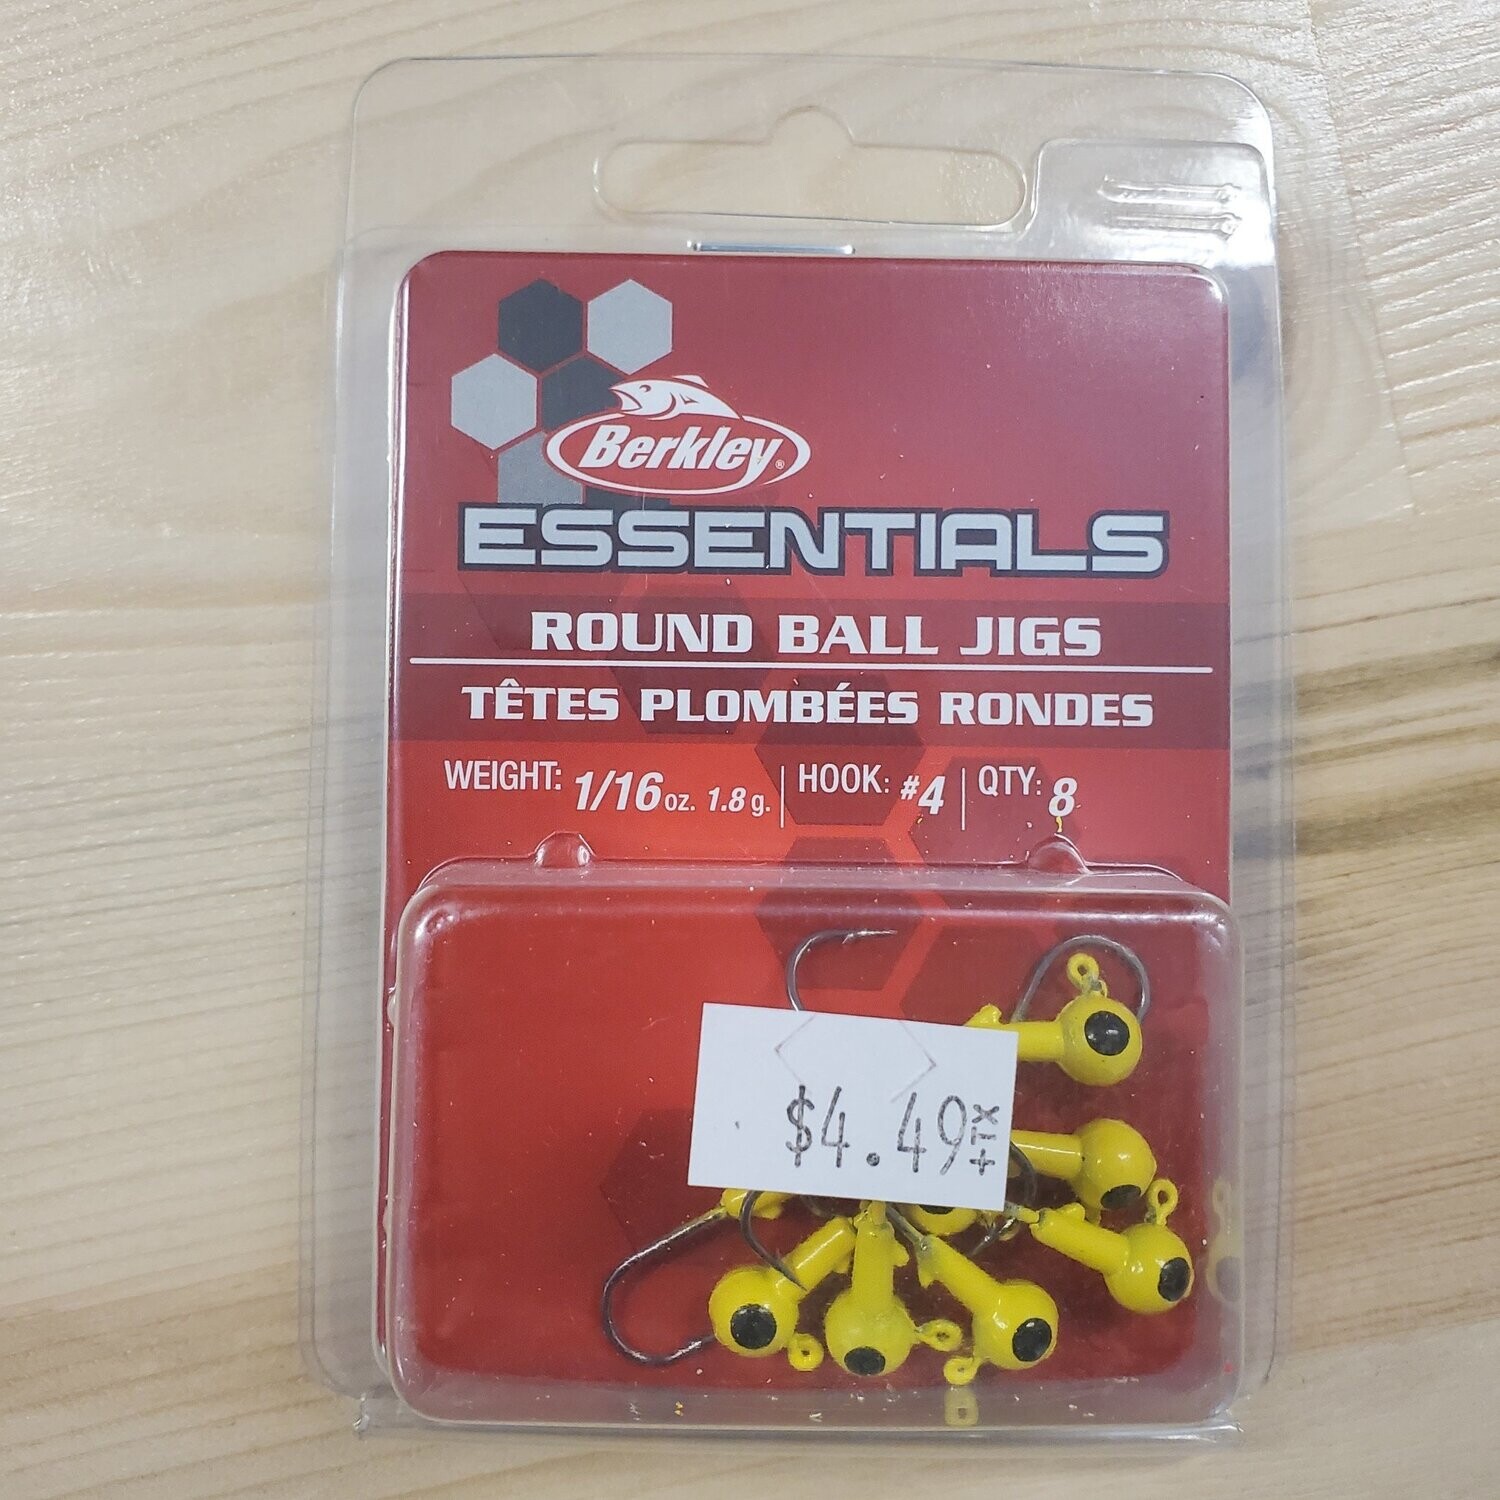 Berkley®
ESSENTIALS
ROUND BALL JIGS
TÊTES PLOMBÉES RONDES
WEIGHT: 1/16 oz. 1.8 g. HOOK: #4 QTY: 8
$4.49 +TX